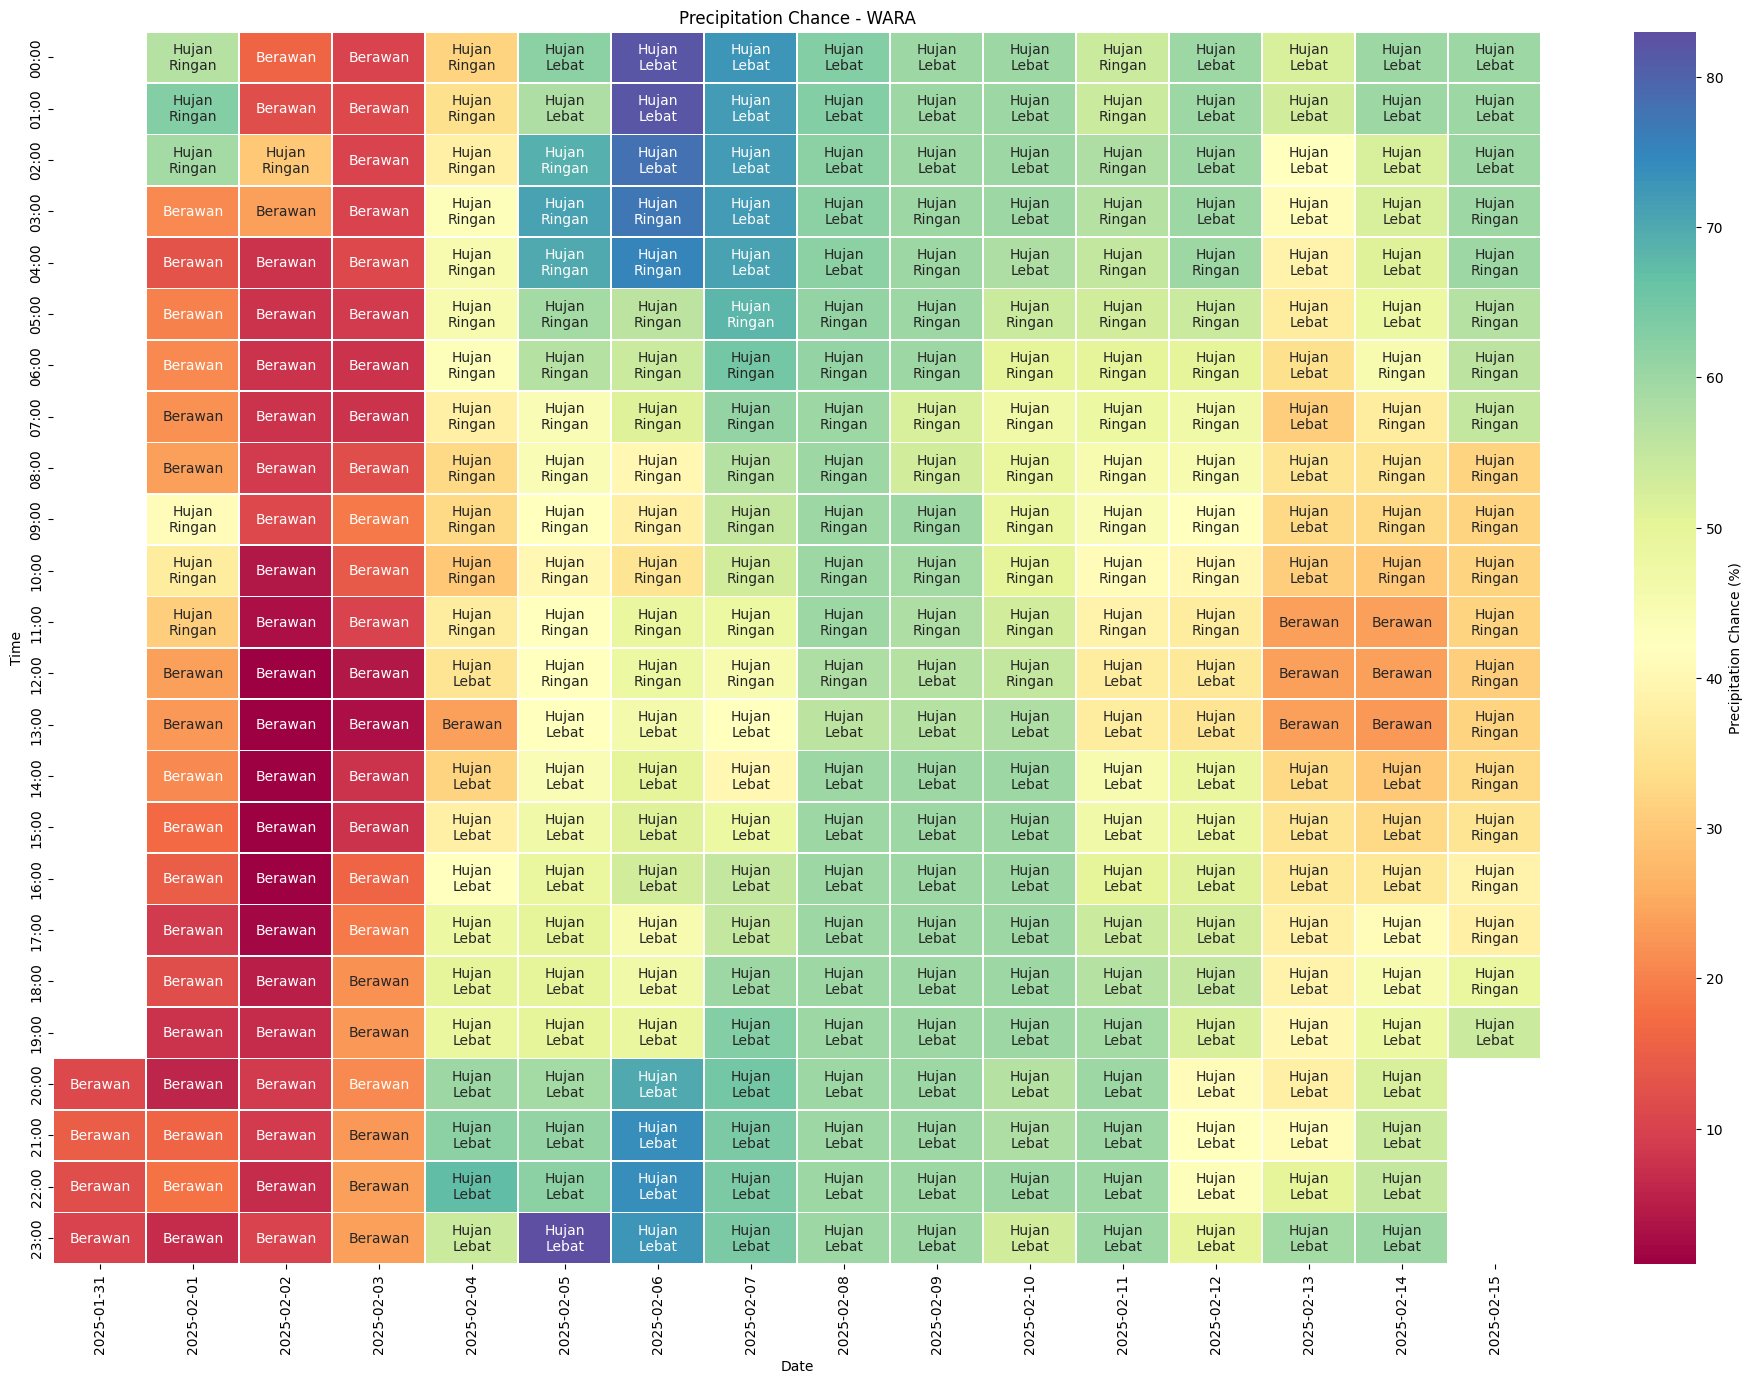 Precipitation Chance - WARA
00:00 Hujan Ringan Berawan Berawan Hujan Ringan Hujan Lebat Hujan Lebat Hujan Lebat Hujan Lebat Hujan Lebat Hujan Lebat Hujan Ringan Hujan Lebat Hujan Lebat Hujan Lebat Hujan Lebat
01:00 Hujan Ringan Berawan Berawan Hujan Ringan Hujan Lebat Hujan Lebat Hujan Lebat Hujan Lebat Hujan Lebat Hujan Lebat Hujan Ringan Hujan Lebat Hujan Lebat Hujan Lebat Hujan Lebat
02:00 Hujan Ringan Hujan Ringan Berawan Hujan Ringan Hujan Ringan Hujan Lebat Hujan Lebat Hujan Lebat Hujan Lebat Hujan Lebat Hujan Ringan Hujan Lebat Hujan Lebat Hujan Lebat Hujan Lebat
03:00 Berawan Berawan Berawan Hujan Ringan Hujan Ringan Hujan Ringan Hujan Lebat Hujan Lebat Hujan Ringan Hujan Lebat Hujan Ringan Hujan Lebat Hujan Lebat Hujan Lebat Hujan Ringan
04:00 Berawan Berawan Berawan Hujan Ringan Hujan Ringan Hujan Ringan Hujan Lebat Hujan Lebat Hujan Ringan Hujan Lebat Hujan Ringan Hujan Ringan Hujan Lebat Hujan Lebat Hujan Ringan
05:00 Berawan Berawan Berawan Hujan Ringan Hujan Ringan Hujan Ringan Hujan Ringan Hujan Ringan Hujan Ringan Hujan Ringan Hujan Ringan Hujan Ringan Hujan Lebat Hujan Lebat Hujan Ringan
06:00 Berawan Berawan Berawan Hujan Ringan Hujan Ringan Hujan Ringan Hujan Ringan Hujan Ringan Hujan Ringan Hujan Ringan Hujan Ringan Hujan Ringan Hujan Lebat Hujan Ringan Hujan Ringan
07:00 Berawan Berawan Berawan Hujan Ringan Hujan Ringan Hujan Ringan Hujan Ringan Hujan Ringan Hujan Ringan Hujan Ringan Hujan Ringan Hujan Ringan Hujan Lebat Hujan Ringan Hujan Ringan
08:00 Berawan Berawan Berawan Hujan Ringan Hujan Ringan Hujan Ringan Hujan Ringan Hujan Ringan Hujan Ringan Hujan Ringan Hujan Ringan Hujan Ringan Hujan Lebat Hujan Ringan Hujan Ringan
09:00 Hujan Ringan Berawan Berawan Hujan Ringan Hujan Ringan Hujan Ringan Hujan Ringan Hujan Ringan Hujan Ringan Hujan Ringan Hujan Ringan Hujan Ringan Hujan Lebat Hujan Ringan Hujan Ringan
10:00 Hujan Ringan Berawan Berawan Hujan Ringan Hujan Ringan Hujan Ringan Hujan Ringan Hujan Ringan Hujan Ringan Hujan Ringan Hujan Ringan Hujan Ringan Hujan Lebat Hujan Ringan Hujan Ringan
11:00 Hujan Ringan Berawan Berawan Hujan Ringan Hujan Ringan Hujan Ringan Hujan Ringan Hujan Ringan Hujan Ringan Hujan Ringan Hujan Ringan Hujan Ringan Berawan Berawan Hujan Ringan
12:00 Berawan Berawan Berawan Hujan Lebat Hujan Ringan Hujan Ringan Hujan Ringan Hujan Ringan Hujan Lebat Hujan Ringan Hujan Lebat Hujan Lebat Berawan Berawan Hujan Ringan
13:00 Berawan Berawan Berawan Berawan Hujan Lebat Hujan Lebat Hujan Lebat Hujan Lebat Hujan Lebat Hujan Lebat Hujan Lebat Hujan Lebat Berawan Berawan Hujan Ringan
14:00 Berawan Berawan Berawan Hujan Lebat Hujan Lebat Hujan Lebat Hujan Lebat Hujan Lebat Hujan Lebat Hujan Lebat Hujan Lebat Hujan Lebat Hujan Lebat Hujan Lebat Hujan Ringan
15:00 Berawan Berawan Berawan Hujan Lebat Hujan Lebat Hujan Lebat Hujan Lebat Hujan Lebat Hujan Lebat Hujan Lebat Hujan Lebat Hujan Lebat Hujan Lebat Hujan Lebat Hujan Ringan
16:00 Berawan Berawan Berawan Hujan Lebat Hujan Lebat Hujan Lebat Hujan Lebat Hujan Lebat Hujan Lebat Hujan Lebat Hujan Lebat Hujan Lebat Hujan Lebat Hujan Lebat Hujan Ringan
17:00 Berawan Berawan Berawan Hujan Lebat Hujan Lebat Hujan Lebat Hujan Lebat Hujan Lebat Hujan Lebat Hujan Lebat Hujan Lebat Hujan Lebat Hujan Lebat Hujan Lebat Hujan Ringan
18:00 Berawan Berawan Berawan Hujan Lebat Hujan Lebat Hujan Lebat Hujan Lebat Hujan Lebat Hujan Lebat Hujan Lebat Hujan Lebat Hujan Lebat Hujan Lebat Hujan Lebat Hujan Ringan
19:00 Berawan Berawan Berawan Hujan Lebat Hujan Lebat Hujan Lebat Hujan Lebat Hujan Lebat Hujan Lebat Hujan Lebat Hujan Lebat Hujan Lebat Hujan Lebat Hujan Lebat Hujan Lebat
20:00 Berawan Berawan Berawan Berawan Hujan Lebat Hujan Lebat Hujan Lebat Hujan Lebat Hujan Lebat Hujan Lebat Hujan Lebat Hujan Lebat Hujan Lebat Hujan Lebat Hujan Lebat
21:00 Berawan Berawan Berawan Berawan Hujan Lebat Hujan Lebat Hujan Lebat Hujan Lebat Hujan Lebat Hujan Lebat Hujan Lebat Hujan Lebat Hujan Lebat Hujan Lebat Hujan Lebat
22:00 Berawan Berawan Berawan Berawan Hujan Lebat Hujan Lebat Hujan Lebat Hujan Lebat Hujan Lebat Hujan Lebat Hujan Lebat Hujan Lebat Hujan Lebat Hujan Lebat Hujan Lebat
23:00 Berawan Berawan Berawan Berawan Hujan Lebat Hujan Lebat Hujan Lebat Hujan Lebat Hujan Lebat Hujan Lebat Hujan Lebat Hujan Lebat Hujan Lebat Hujan Lebat Hujan Lebat
Time
2025-01-31 2025-02-01 2025-02-02 2025-02-03 2025-02-04 2025-02-05 2025-02-06 2025-02-07 2025-02-08 2025-02-09 2025-02-10 2025-02-11 2025-02-12 2025-02-13 2025-02-14 2025-02-15
Date
80
70
60
50
40
30
20
10
Precipitation Chance (%)